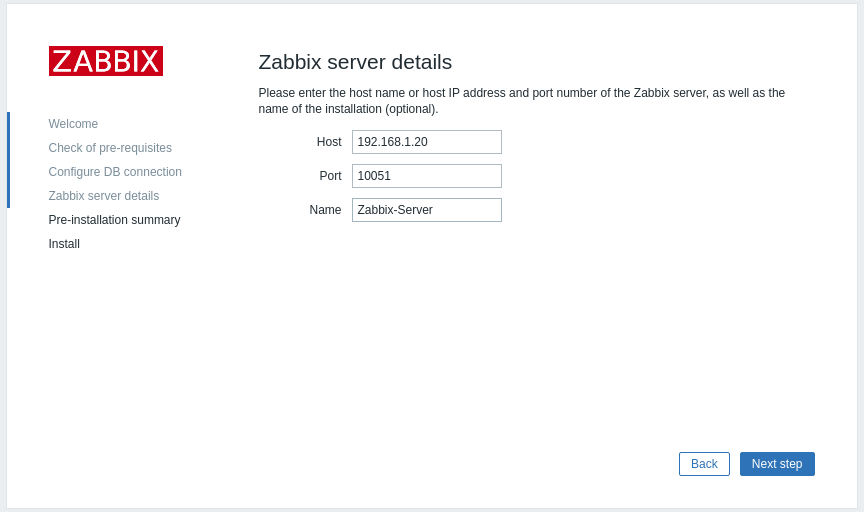 ZABBIX
Welcome
Check of pre-requisites
Configure DB connection
Zabbix server details
Pre-installation summary
Install
Zabbix server details
Please enter the host name or host IP address and port number of the Zabbix server, as well as the
name of the installation (optional).
Host 192.168.1.20
Port 10051
Name Zabbix-Server
Back Next step